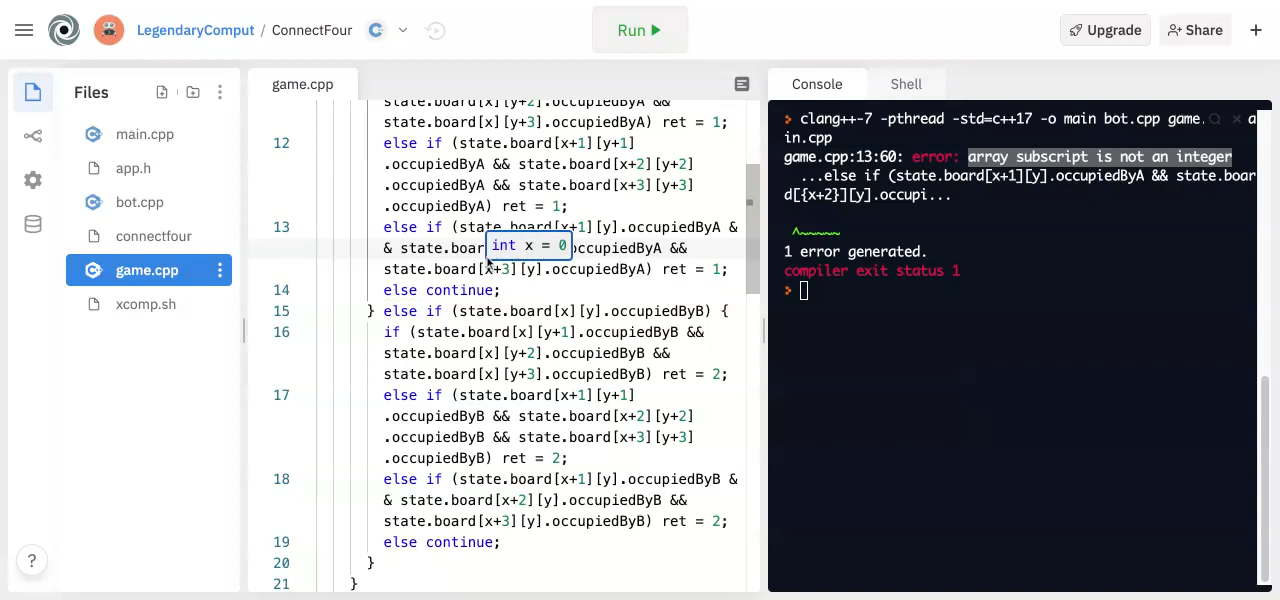 LegendaryComput / ConnectFour
Run
Upgrade
Share
Files
main.cpp
app.h
bot.cpp
connectfour
game.cpp
xcomp.sh
?
game.cpp
state.board[x][y+2].occupiedByA &&
state.board[x][y+3].occupiedByA) ret = 1;
12 else if (state.board[x+1][y+1]
.occupiedByA && state.board[x+2][y+2]
.occupiedByA && state.board[x+3][y+3]
.occupiedByA) ret = 1;
13 else if (state.board[x+1][y].occupiedByA &
& state.boar
int x = 0
occupiedByA &&
state.board[x+3][y].occupiedByA) ret = 1;
14 else continue;
15 } else if (state.board[x][y].occupiedByB) {
16 if (state.board[x][y+1].occupiedByB &&
state.board[x][y+2].occupiedByB &&
state.board[x][y+3].occupiedByB) ret = 2;
17 else if (state.board[x+1][y+1]
.occupiedByB && state.board[x+2][y+2]
.occupiedByB && state.board[x+3][y+3]
.occupiedByB) ret = 2;
18 else if (state.board[x+1][y].occupiedByB &
& state.board[x+2][y].occupiedByB &&
state.board[x+3][y].occupiedByB) ret = 2;
19 else continue;
20 }
21 }
Console
Shell
> clang++-7 -pthread -std=c++17 -o main bot.cpp game. a
in.cpp
game.cpp:13:60: error: array subscript is not an integer
...else if (state.board[x+1][y].occupiedByA && state.boar
d[{x+2}][y].occupi...
^~~~~~
1 error generated.
compiler exit status 1
>